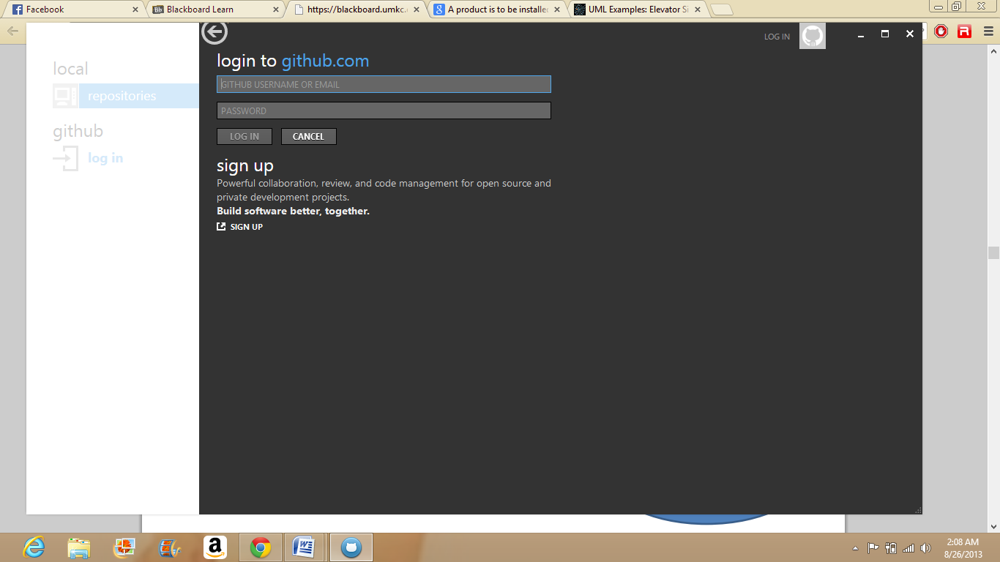 Facebook
Blackboard Learn
https://blackboard.umkc.
A product is to be installe
UML Examples: Elevator Si
LOG IN
login to github.com
local
GITHUB USERNAME OR EMAIL
repositories
PASSWORD
github
LOG IN
CANCEL
log in
sign up
Powerful collaboration, review, and code management for open source and
private development projects.
Build software better, together.
SIGN UP
2:08 AM
8/26/2013